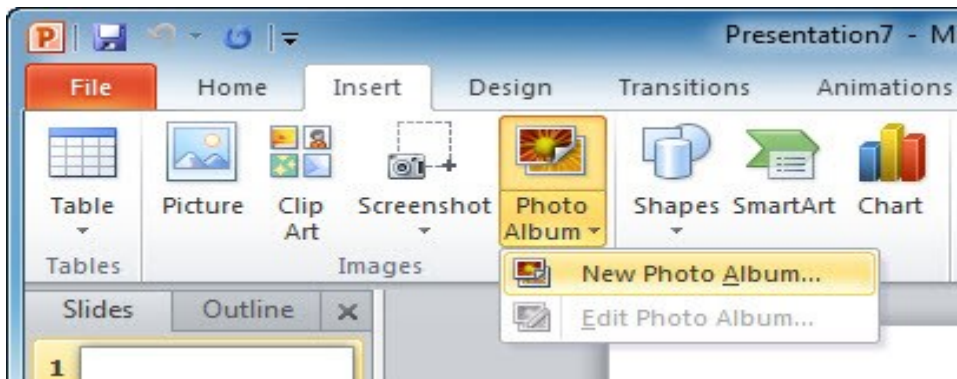 P
Presentation7 - M
File Home Insert Design Transitions Animations
Table Picture Clip Art Screenshot Photo Album Shapes SmartArt Chart
Tables Images
New Photo Album...
Edit Photo Album...
Slides Outline
1